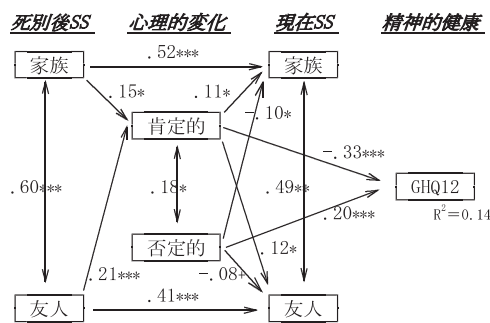 死別後SS 心理的変化 現在SS 精神的健康
.52***
家族 家族
.15* .11*
肯定的 -.10*
-.33***
.60*** .18* .49** GHQ12
.20*** R²=0.14
否定的
.12*
.21*** -.08+
.41***
友人 友人